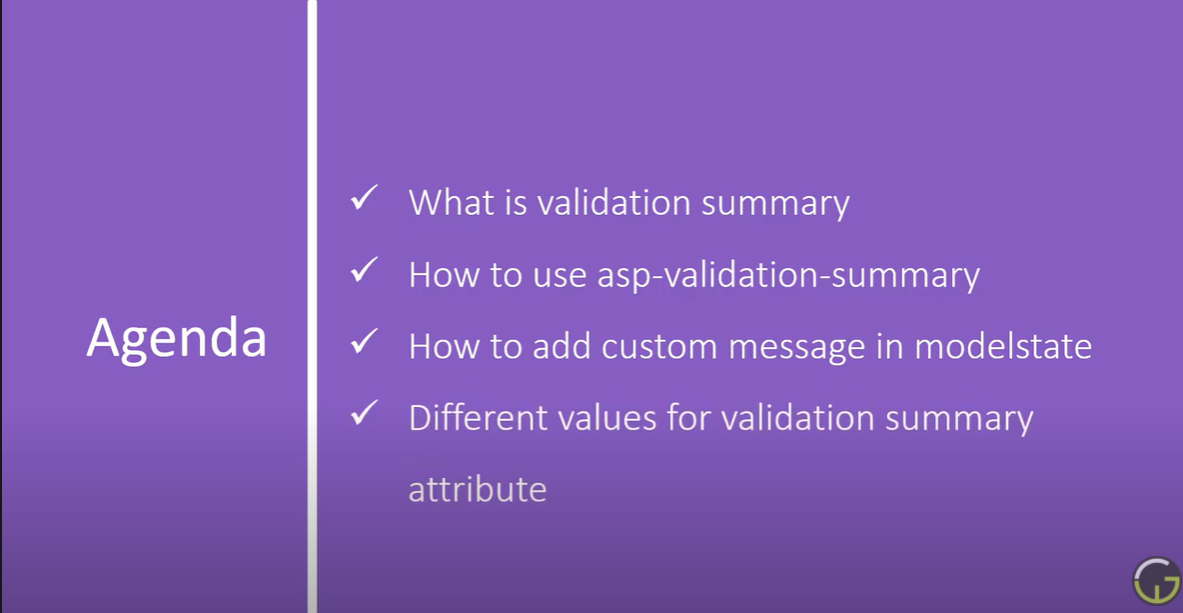 Agenda
✓ What is validation summary
✓ How to use asp-validation-summary
✓ How to add custom message in modelstate
✓ Different values for validation summary
attribute